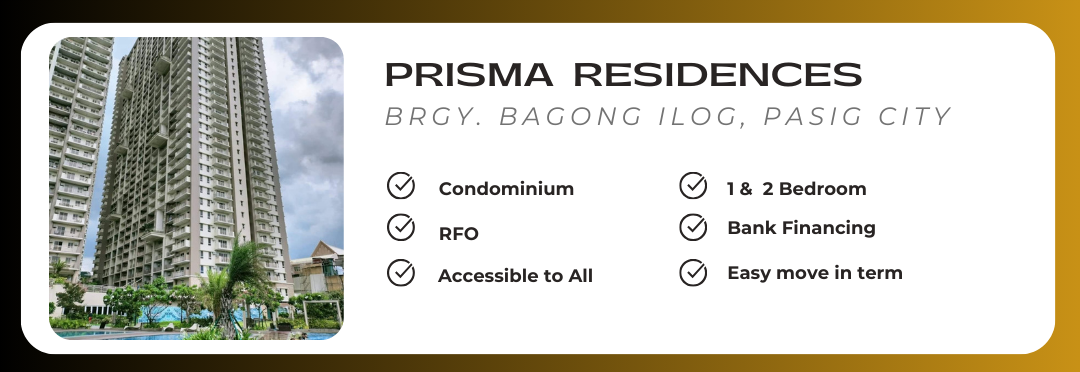 PRISMA RESIDENCES
BRGY. BAGONG ILOG, PASIG CITY
Condominium
RFO
Accessible to All
1 & 2 Bedroom
Bank Financing
Easy move in term